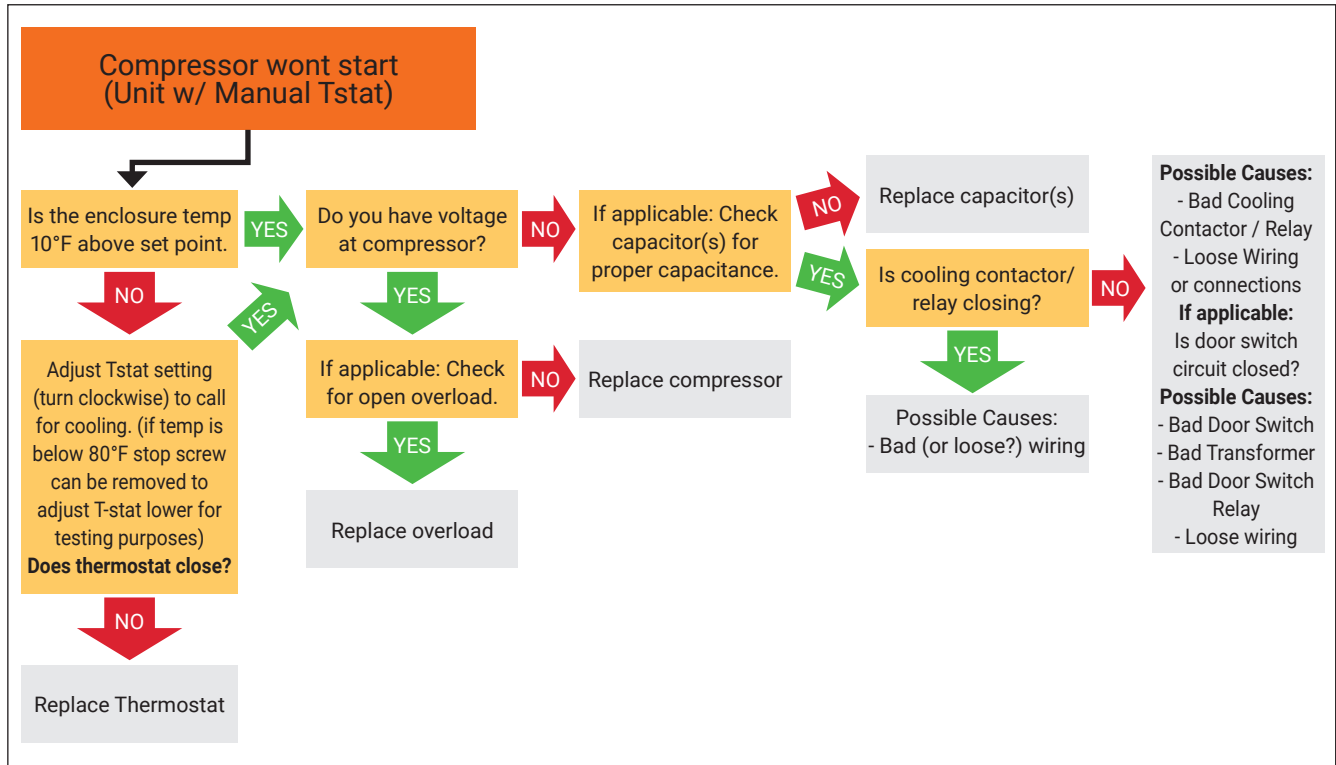 Compressor wont start
(Unit w/ Manual Tstat)
Is the enclosure temp
10°F above set point.
YES
Do you have voltage
at compressor?
NO
If applicable: Check
capacitor(s) for
proper capacitance.
NO
Replace capacitor(s)
YES
Is cooling contactor/
relay closing?
NO
Possible Causes:
- Bad Cooling
Contactor / Relay
- Loose Wiring
or connections
If applicable:
Is door switch
circuit closed?
Possible Causes:
- Bad Door Switch
- Bad Transformer
- Bad Door Switch
Relay
- Loose wiring
NO
YES
YES
YES
Adjust Tstat setting
(turn clockwise) to call
for cooling. (if temp is
below 80°F stop screw
can be removed to
adjust T-stat lower for
testing purposes)
Does thermostat close?
If applicable: Check
for open overload.
NO
Replace compressor
Possible Causes:
- Bad (or loose?) wiring
YES
Replace overload
NO
Replace Thermostat